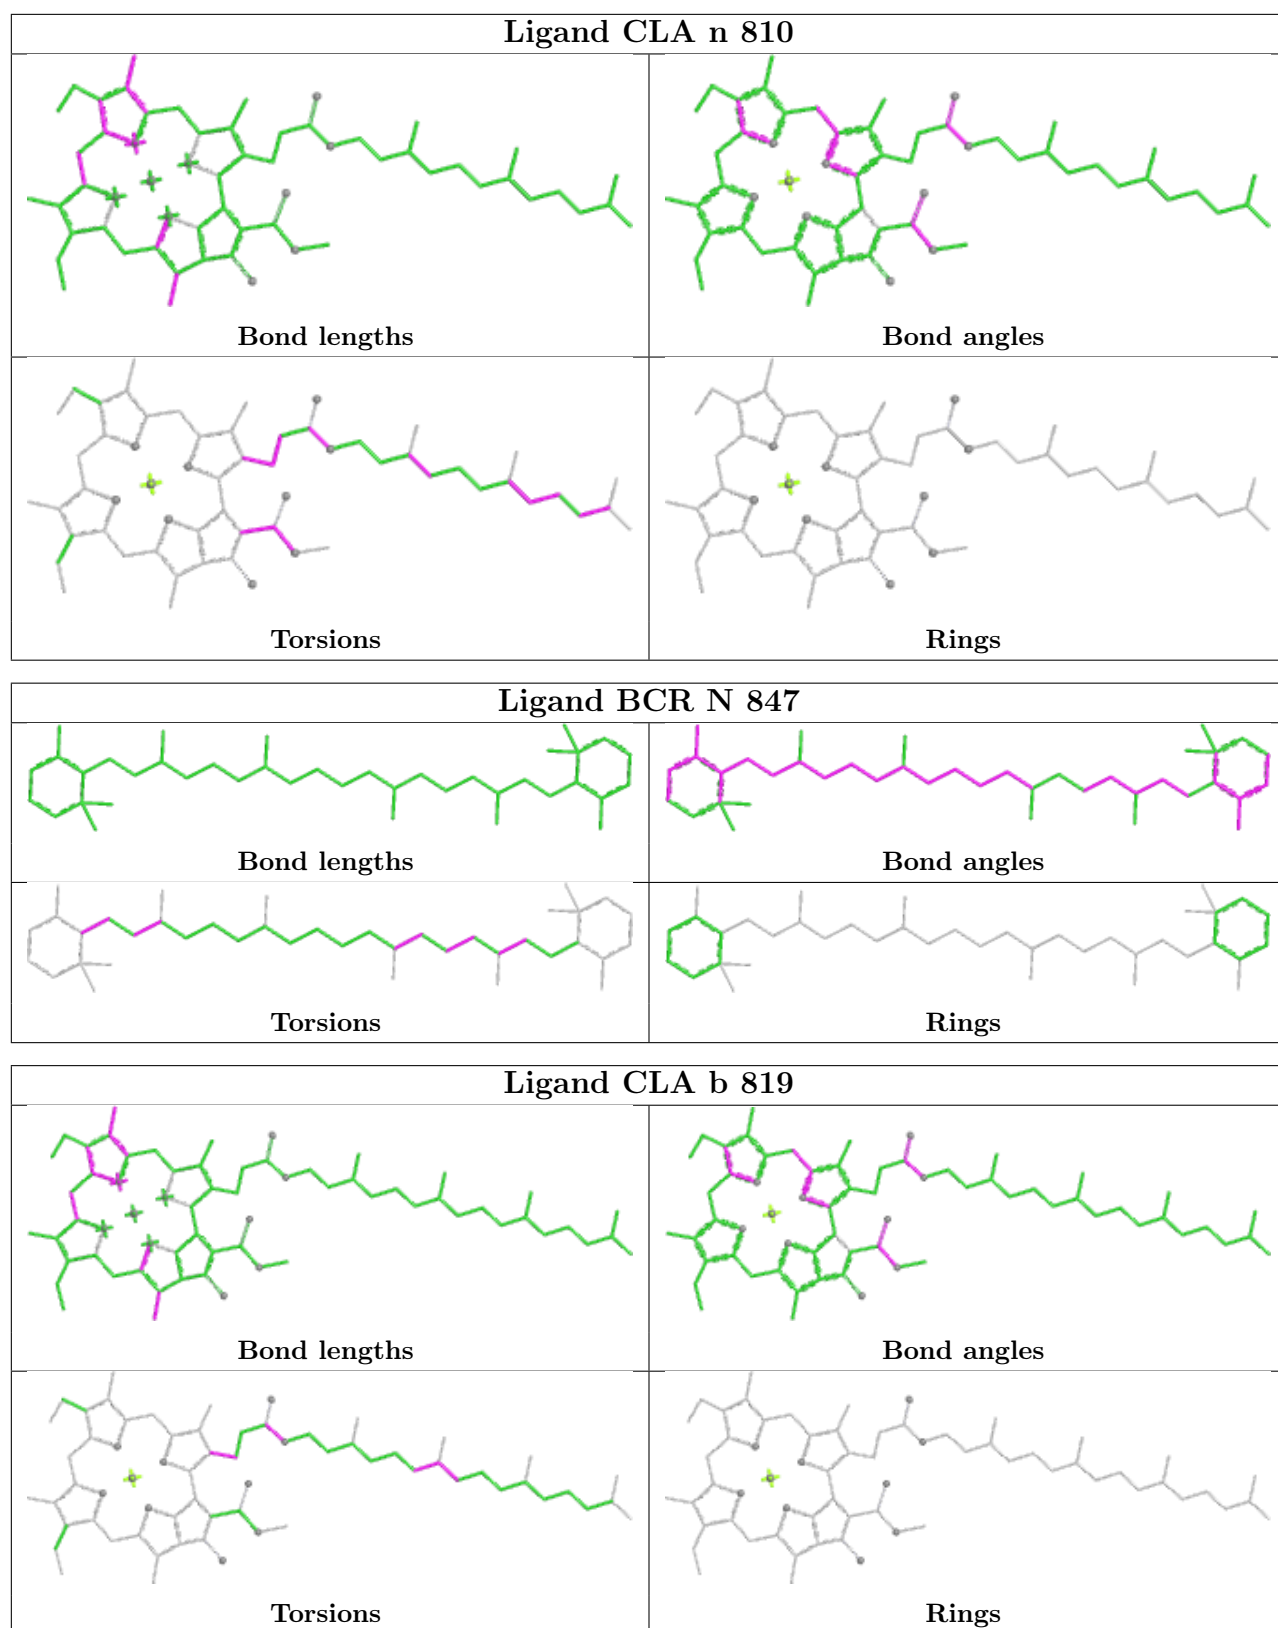 Ligand CLA n 810
Bond lengths
Bond angles
Torsions
Rings
Ligand BCR N 847
Bond lengths
Bond angles
Torsions
Rings
Ligand CLA b 819
Bond lengths
Bond angles
Torsions
Rings